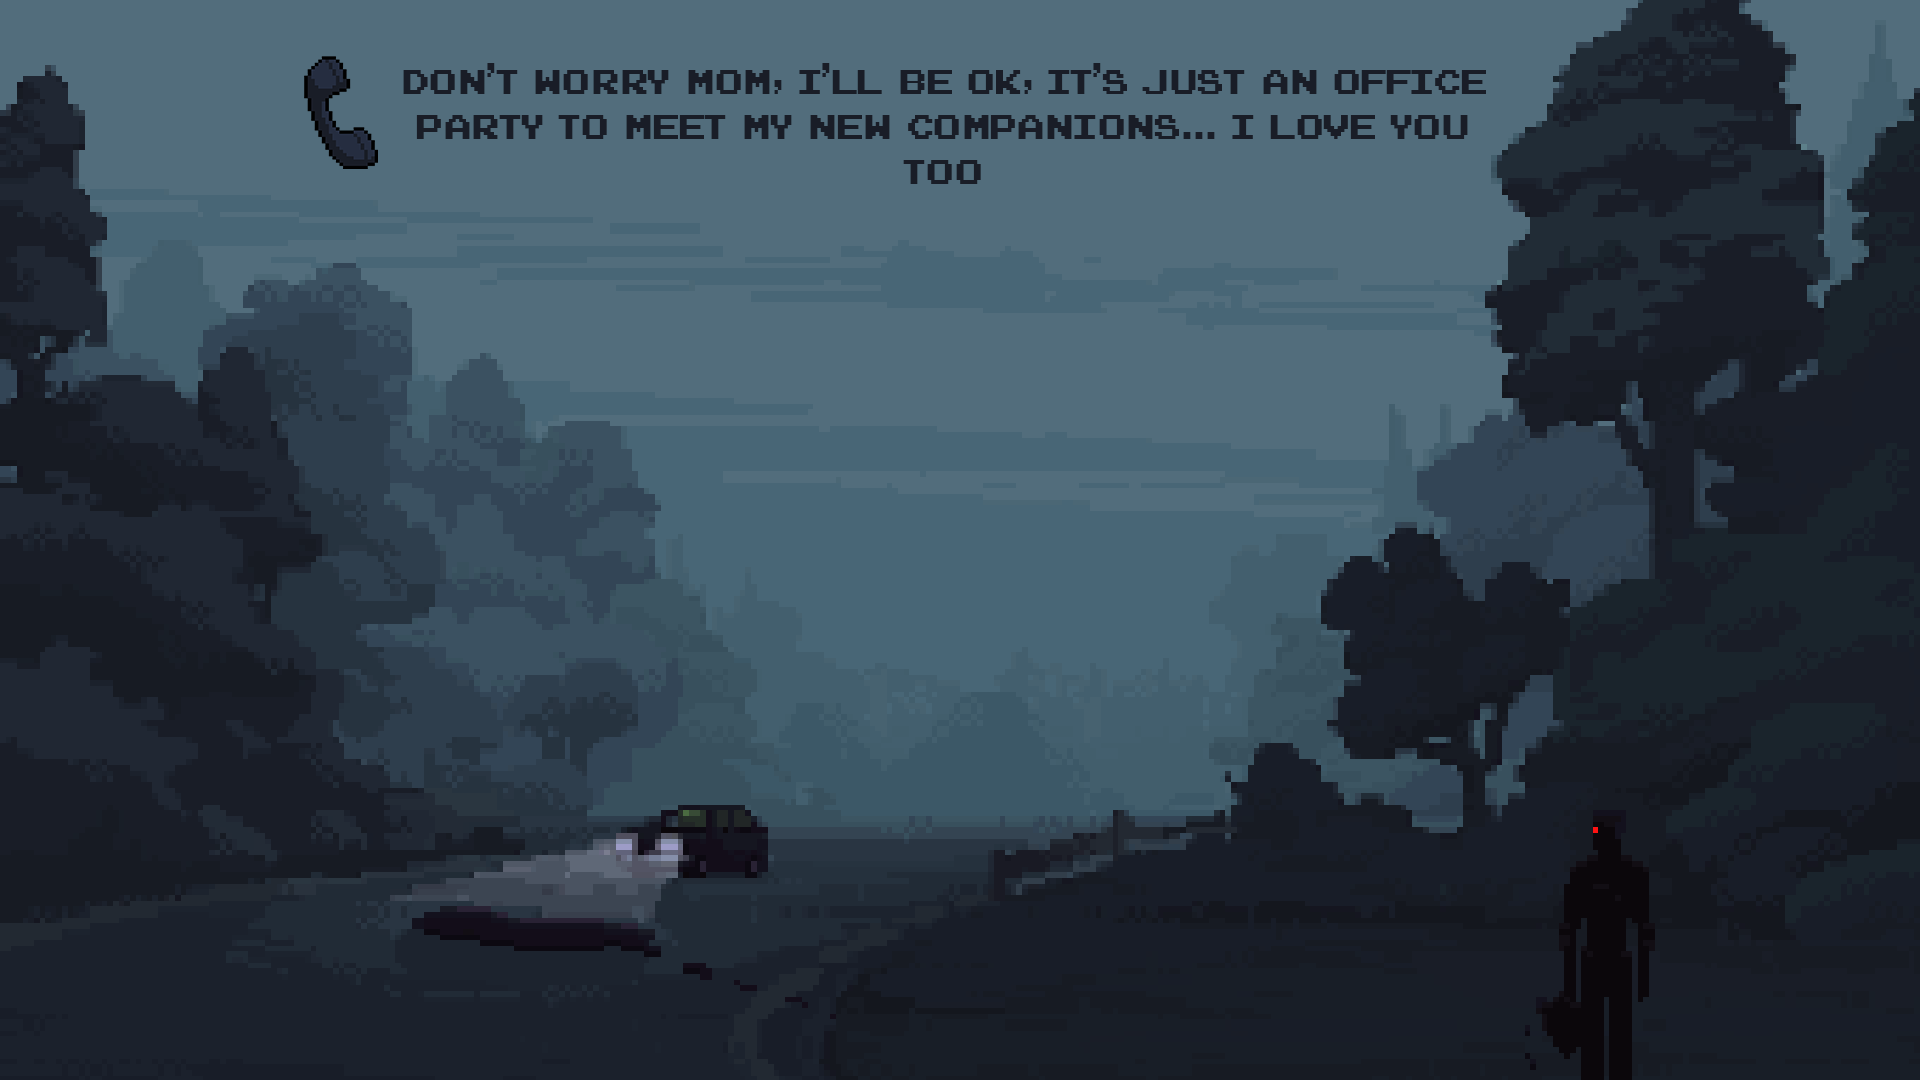 DON'T WORRY MOM, I'LL BE OK, IT'S JUST AN OFFICE
PARTY TO MEET MY NEW COMPANIONS... I LOVE YOU
TOO